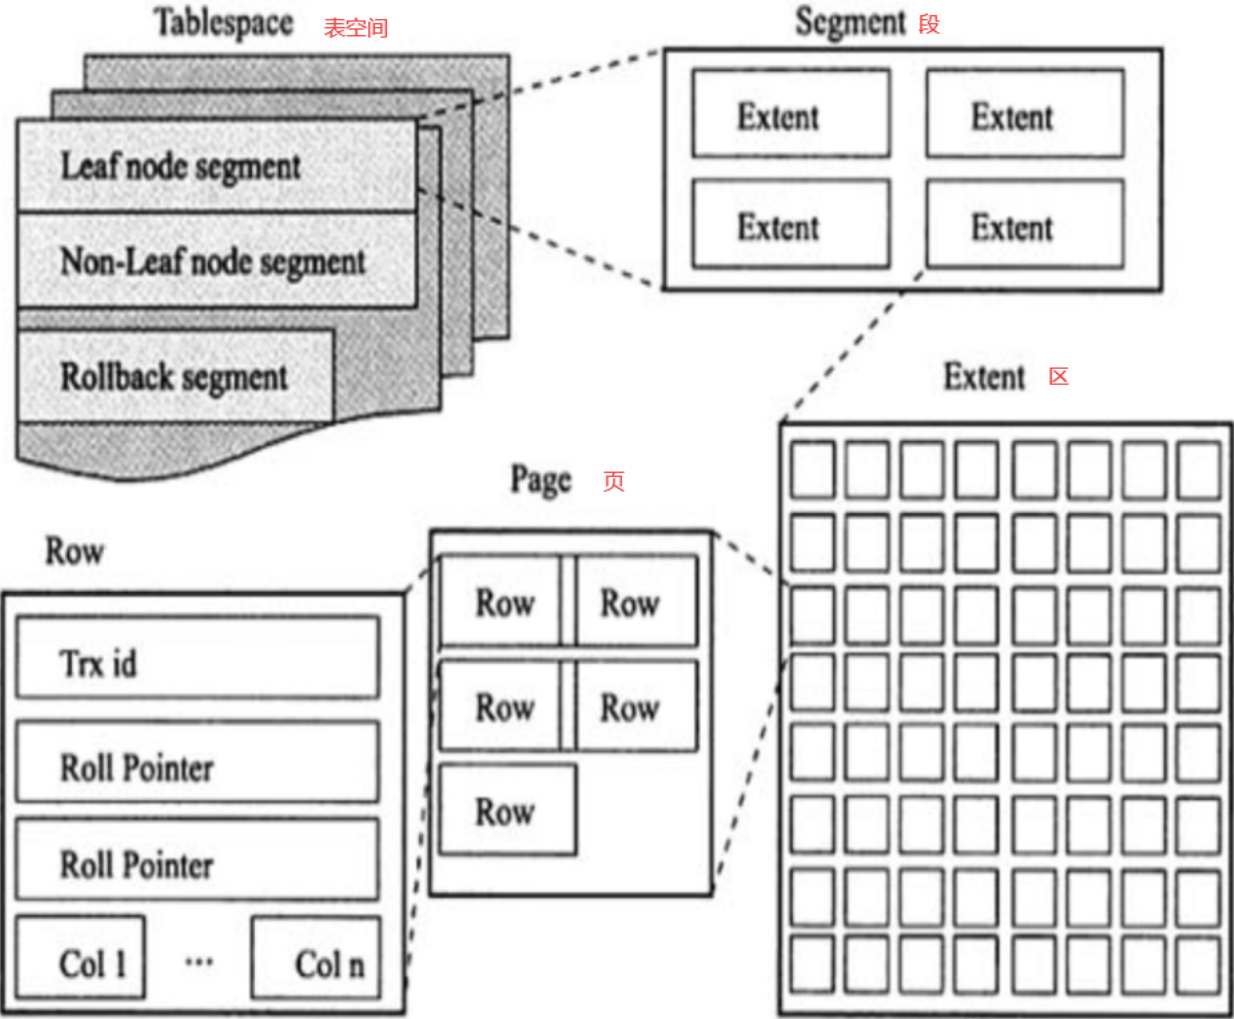 Tablespace 表空间
Segment 段
Extent Extent
Extent Extent
Leaf node segment
Non-Leaf node segment
Rollback segment
Extent 区
Page 页
Row Row
Row Row
Row
Row
Trx id
Roll Pointer
Roll Pointer
Col 1 ... Col n